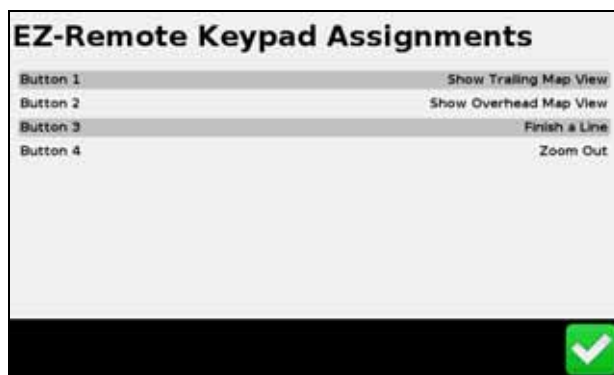 EZ-Remote Keypad Assignments
Button 1 Show Trailing Map View
Button 2 Show Overhead Map View
Button 3 Finish a Line
Button 4 Zoom Out